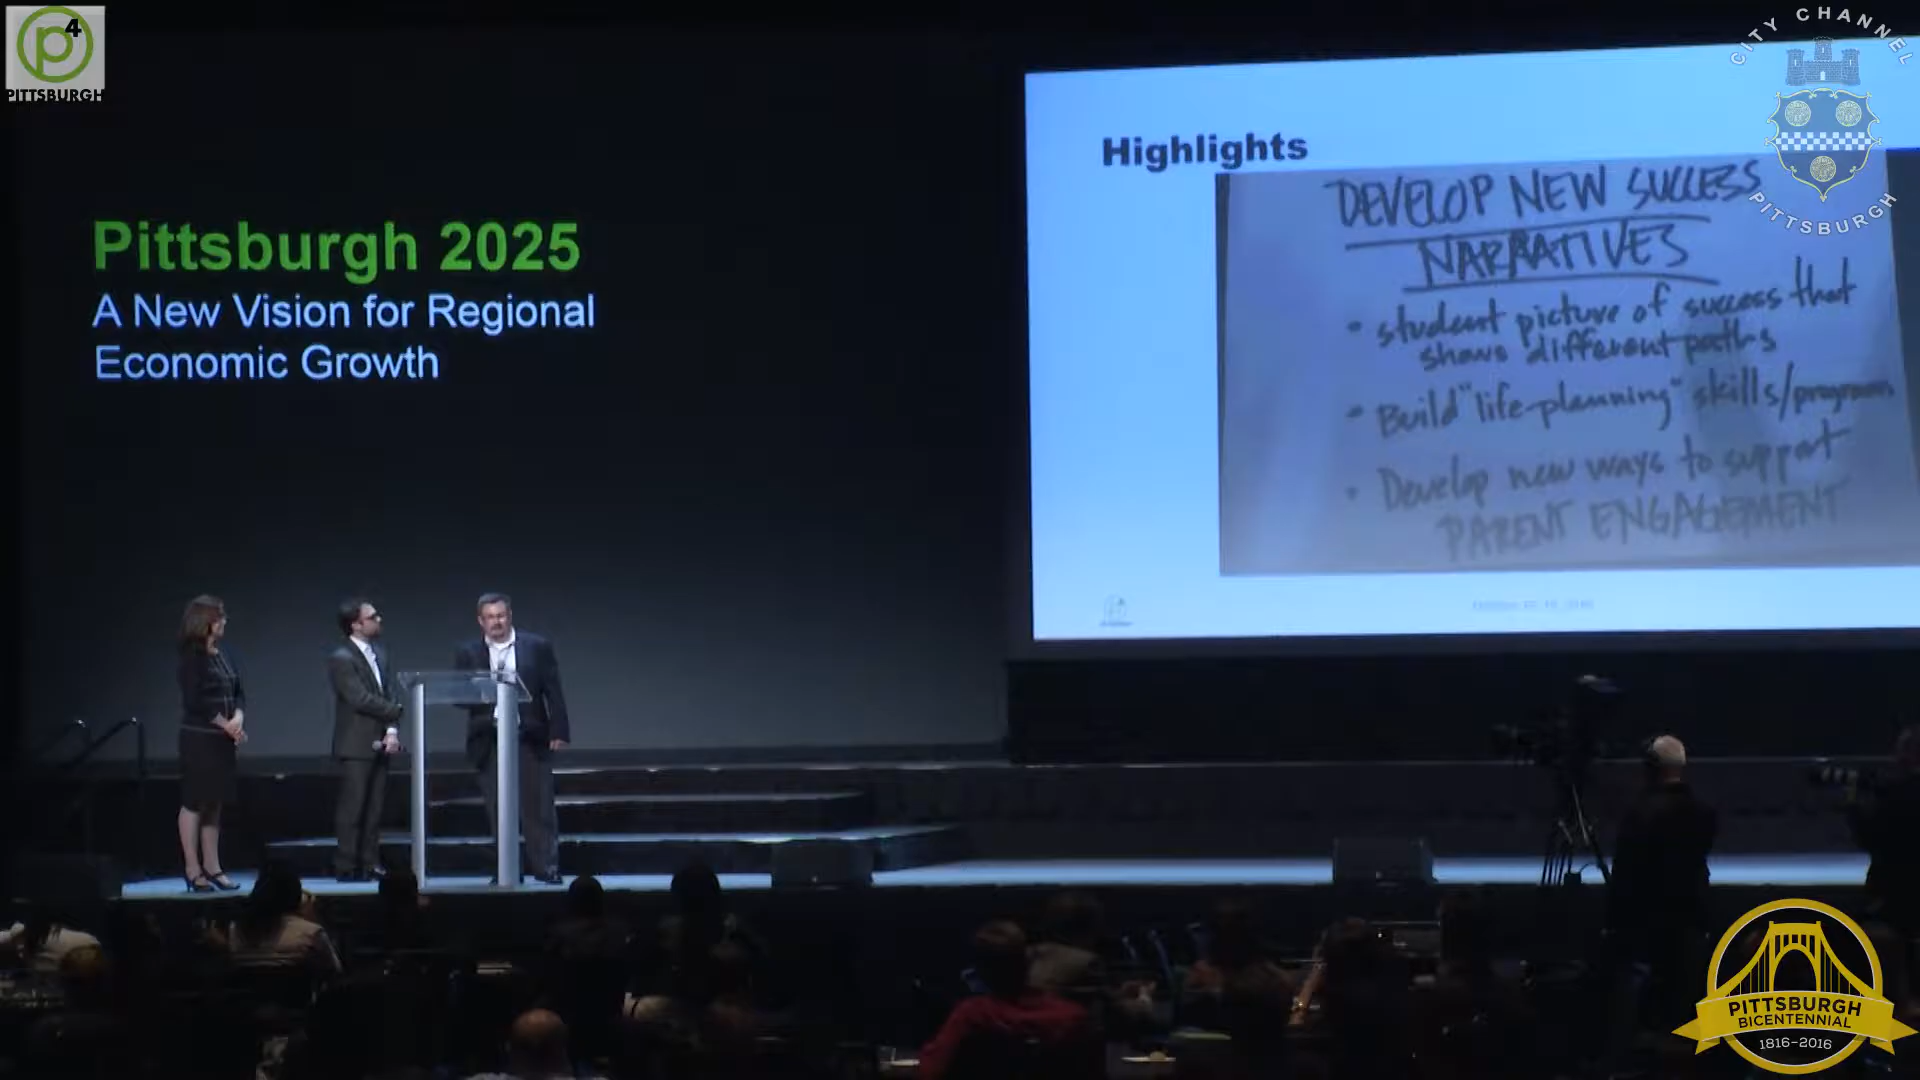 4
p
PITTSBURGH
CITY CHANNEL
PITTSBURGH
Pittsburgh 2025
A New Vision for Regional
Economic Growth
Highlights
DEVELOP NEW SUCCESS
NARRATIVES
• student picture of success that
shows different paths
• Build "life-planning" skills/programs
• Develop new ways to support
PARENT ENGAGEMENT
PITTSBURGH
BICENTENNIAL
1816-2016